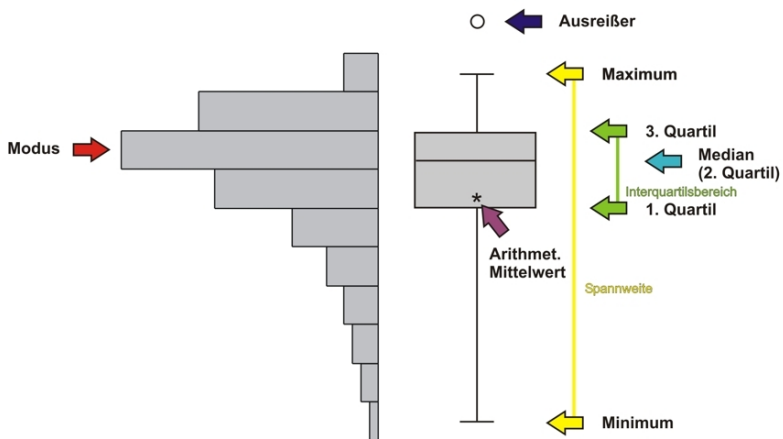 Ausreißer
Maximum
Modus
3. Quartil
Median
(2. Quartil)
Interquartilsbereich
1. Quartil
*
Arithmet.
Mittelwert
Spannweite
Minimum